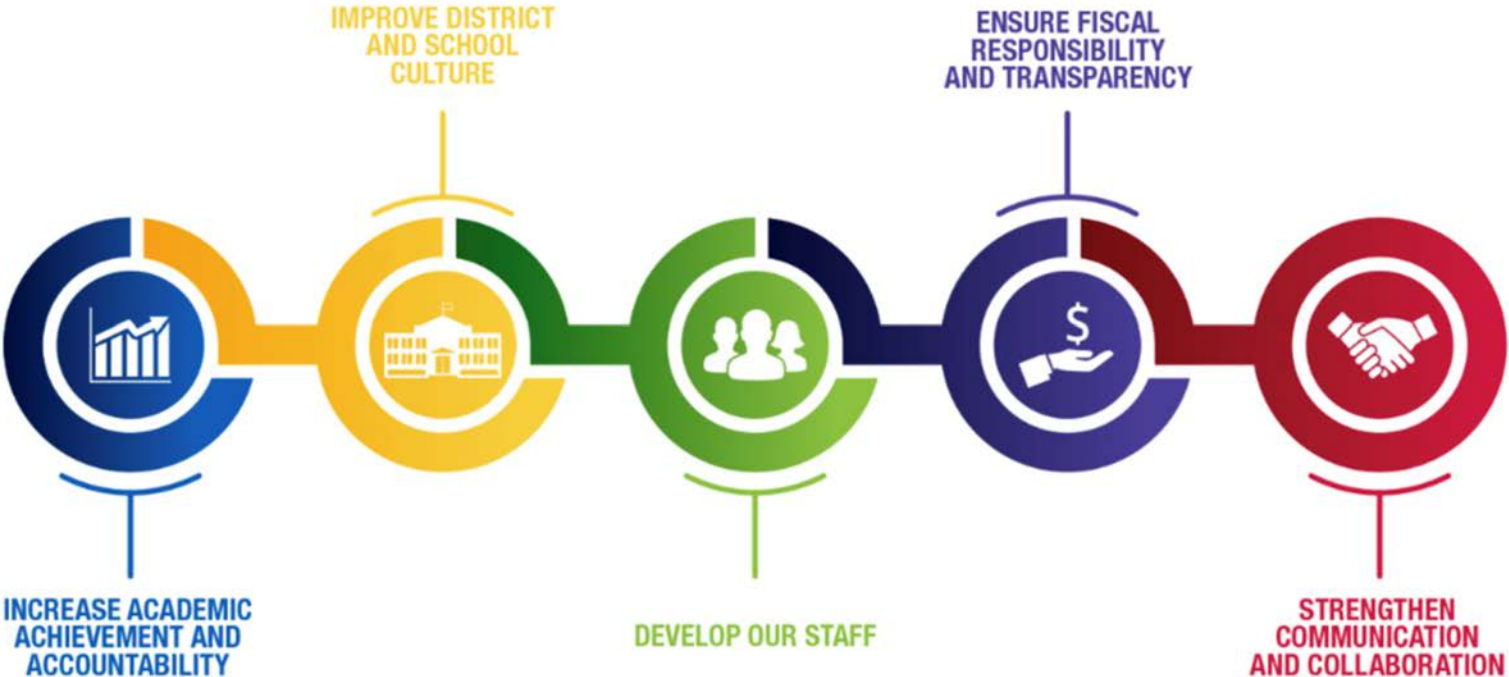 IMPROVE DISTRICT
AND SCHOOL
CULTURE
ENSURE FISCAL
RESPONSIBILITY
AND TRANSPARENCY
$
INCREASE ACADEMIC
ACHIEVEMENT AND
ACCOUNTABILITY
DEVELOP OUR STAFF
STRENGTHEN
COMMUNICATION
AND COLLABORATION